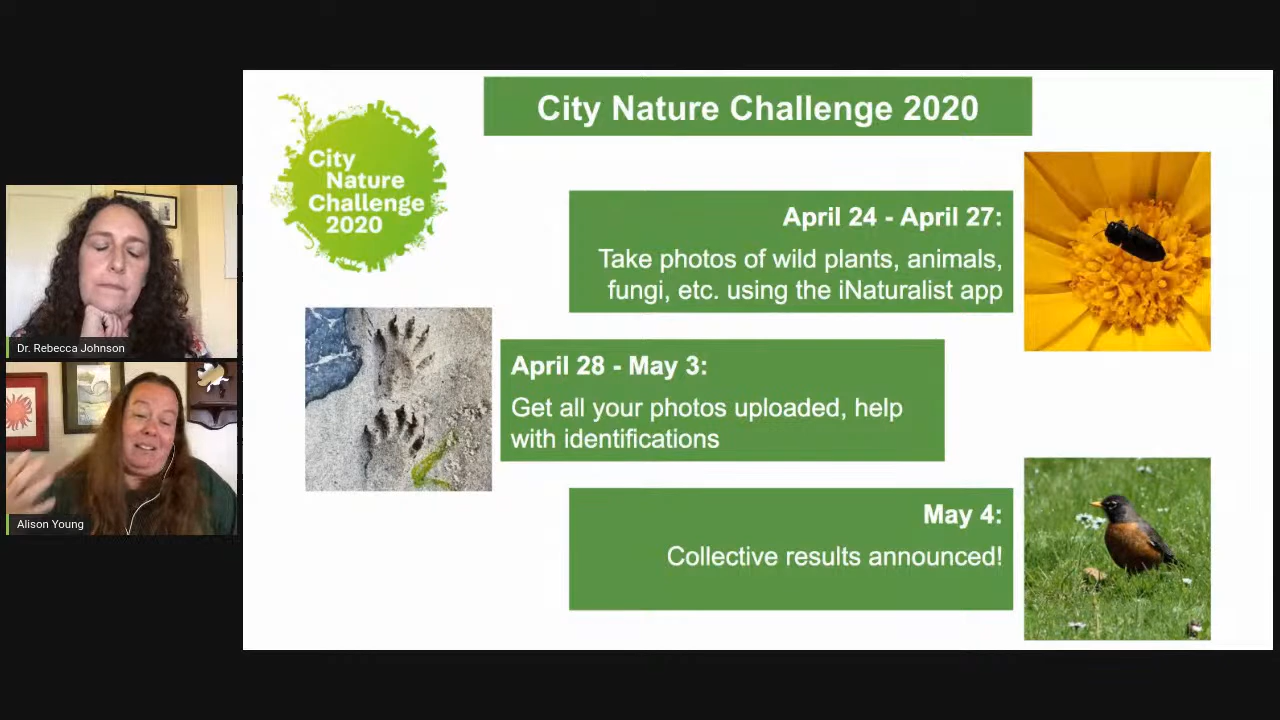 City Nature Challenge 2020
City
Nature
Challenge
2020
April 24 - April 27:
Take photos of wild plants, animals,
fungi, etc. using the iNaturalist app
April 28 - May 3:
Get all your photos uploaded, help
with identifications
May 4:
Collective results announced!
Dr. Rebecca Johnson
Alison Young